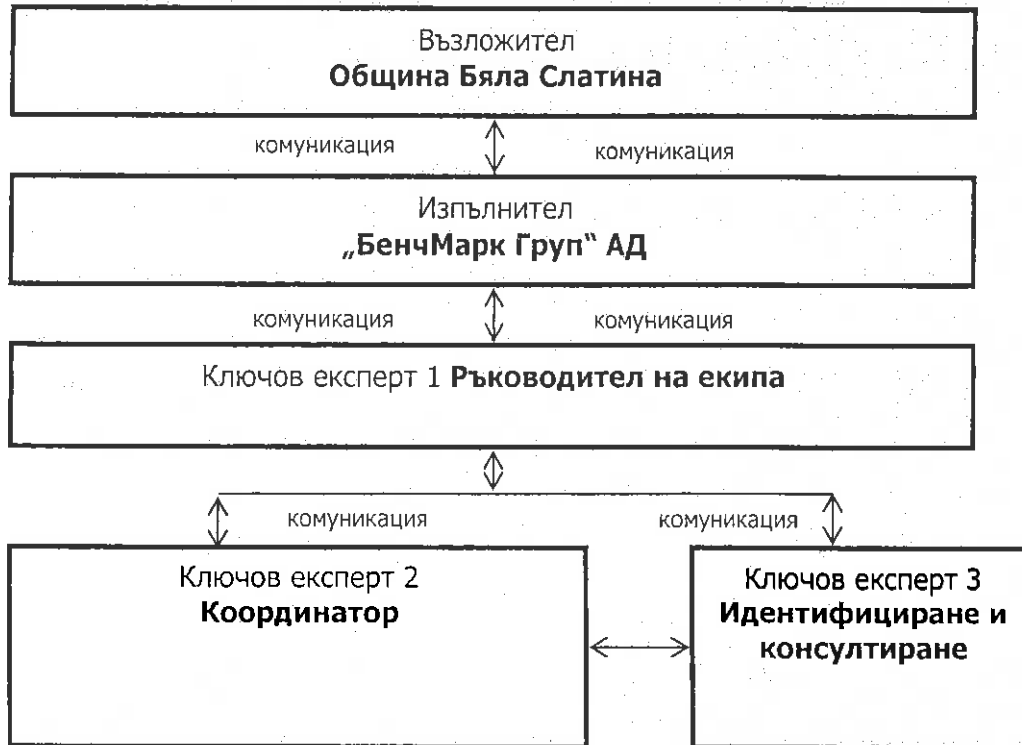 Възложител
Община Бяла Слатина
комуникация комуникация
Изпълнител
„БенчМарк Груп“ АД
комуникация комуникация
Ключов експерт 1 Ръководител на екипа
комуникация комуникация
Ключов експерт 2
Координатор
Ключов експерт 3
Идентифициране и
консултиране